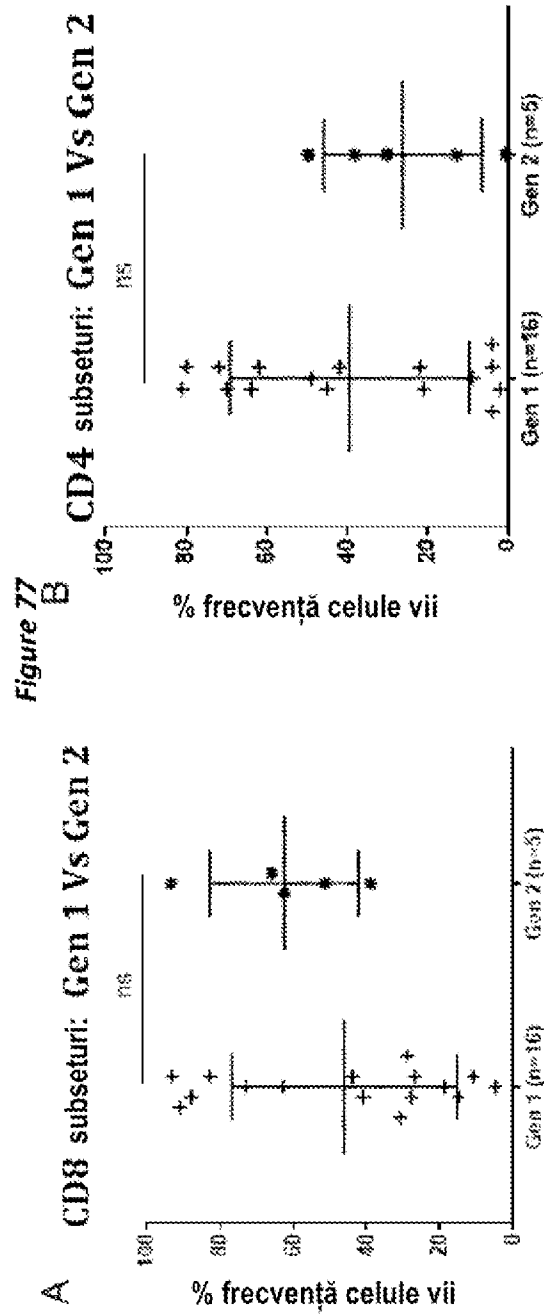 Figure 77
A
CD8 subseturi: Gen 1 Vs Gen 2
ns
% frecvență celule vii
100
80
60
40
20
0
Gen 1 (n=16)
Gen 2 (n=5)
B
CD4 subseturi: Gen 1 Vs Gen 2
ns
% frecvență celule vii
100
80
60
40
20
0
Gen 1 (n=16)
Gen 2 (n=5)